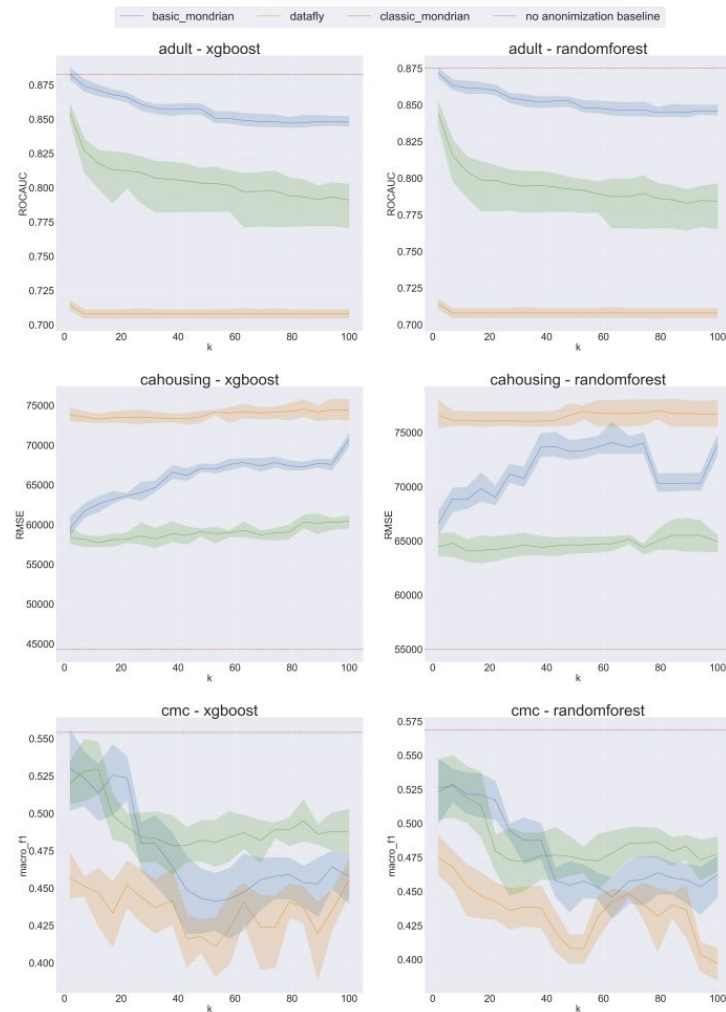 basic_mondrian datafly classic_mondrian no anonimization baseline
adult - xgboost
ROCAUC
0.875
0.850
0.825
0.800
0.775
0.750
0.725
0.700
0 20 40 60 80 100
k
adult - randomforest
ROCAUC
0.875
0.850
0.825
0.800
0.775
0.750
0.725
0.700
0 20 40 60 80 100
k
cahousing - xgboost
RMSE
75000
70000
65000
60000
55000
50000
45000
0 20 40 60 80 100
k
cahousing - randomforest
RMSE
75000
70000
65000
60000
55000
0 20 40 60 80 100
k
cmc - xgboost
macro_f1
0.550
0.525
0.500
0.475
0.450
0.425
0.400
0 20 40 60 80 100
k
cmc - randomforest
macro_f1
0.575
0.550
0.525
0.500
0.475
0.450
0.425
0.400
0 20 40 60 80 100
k